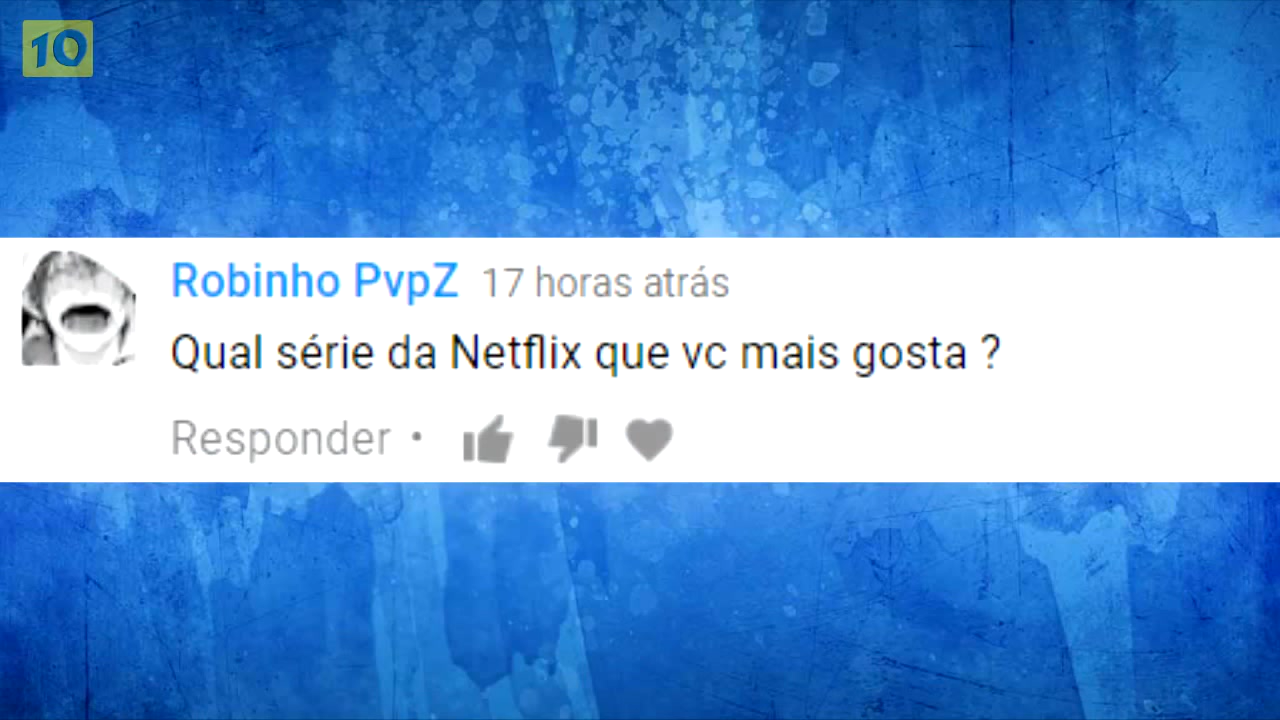 10
Robinho PvpZ 17 horas atrás
Qual série da Netflix que vc mais gosta ?
Responder •